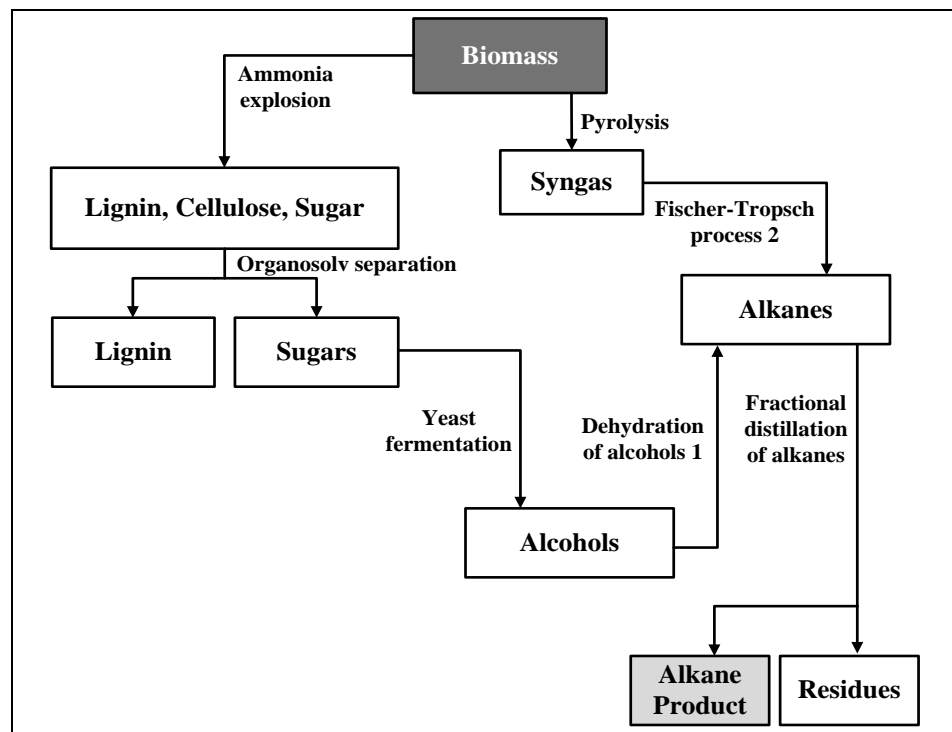 Biomass
Ammonia
explosion
Pyrolysis
Syngas
Lignin, Cellulose, Sugar
Fischer-Tropsch
process 2
Organosolv separation
Alkanes
Lignin
Sugars
Yeast
fermentation
Dehydration
of alcohols 1
Fractional
distillation
of alkanes
Alcohols
Alkane
Product
Residues